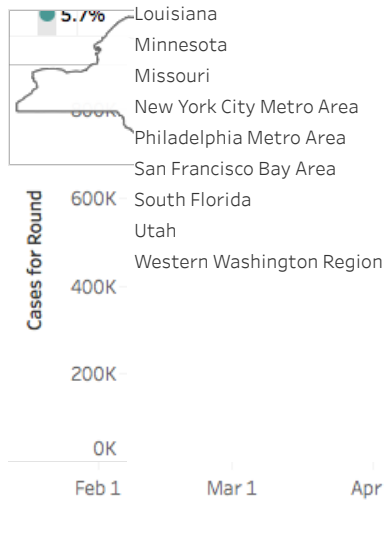 5.7%
Louisiana
Minnesota
Missouri
New York City Metro Area
800K
Philadelphia Metro Area
San Francisco Bay Area
600K
South Florida
Utah
Western Washington Region
Cases for Round
400K
200K
0K
Feb 1
Mar 1
Apr